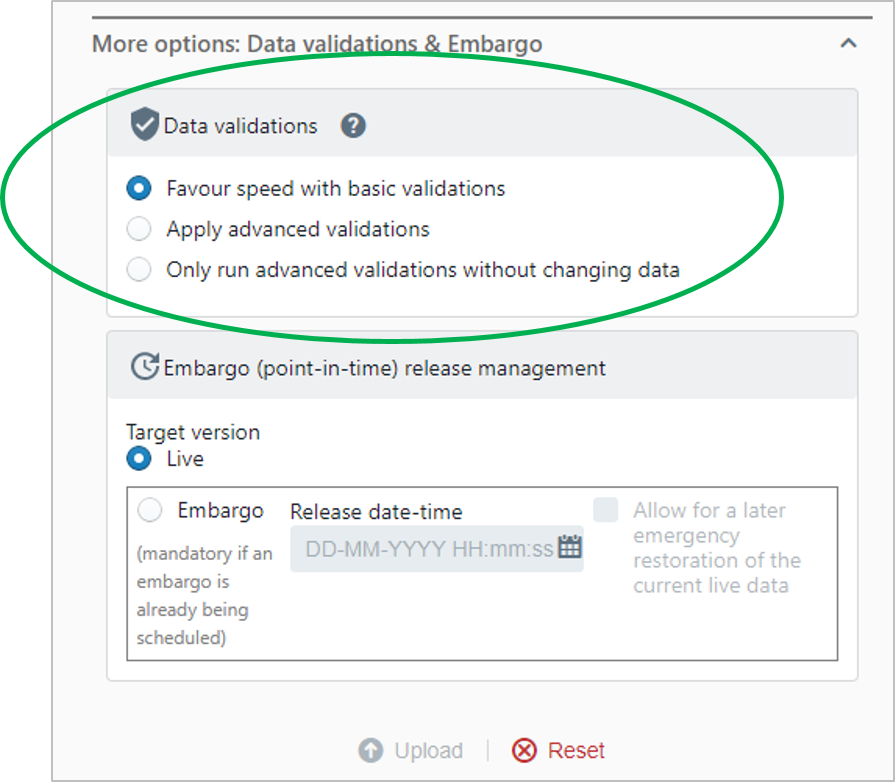 More options: Data validations & Embargo
Data validations ?
Favour speed with basic validations
Apply advanced validations
Only run advanced validations without changing data
Embargo (point-in-time) release management
Target version
Live
Embargo
(mandatory if an
embargo is
already being
scheduled)
Release date-time
DD-MM-YYYY HH:mm:ss
Allow for a later
emergency
restoration of the
current live data
Upload
Reset